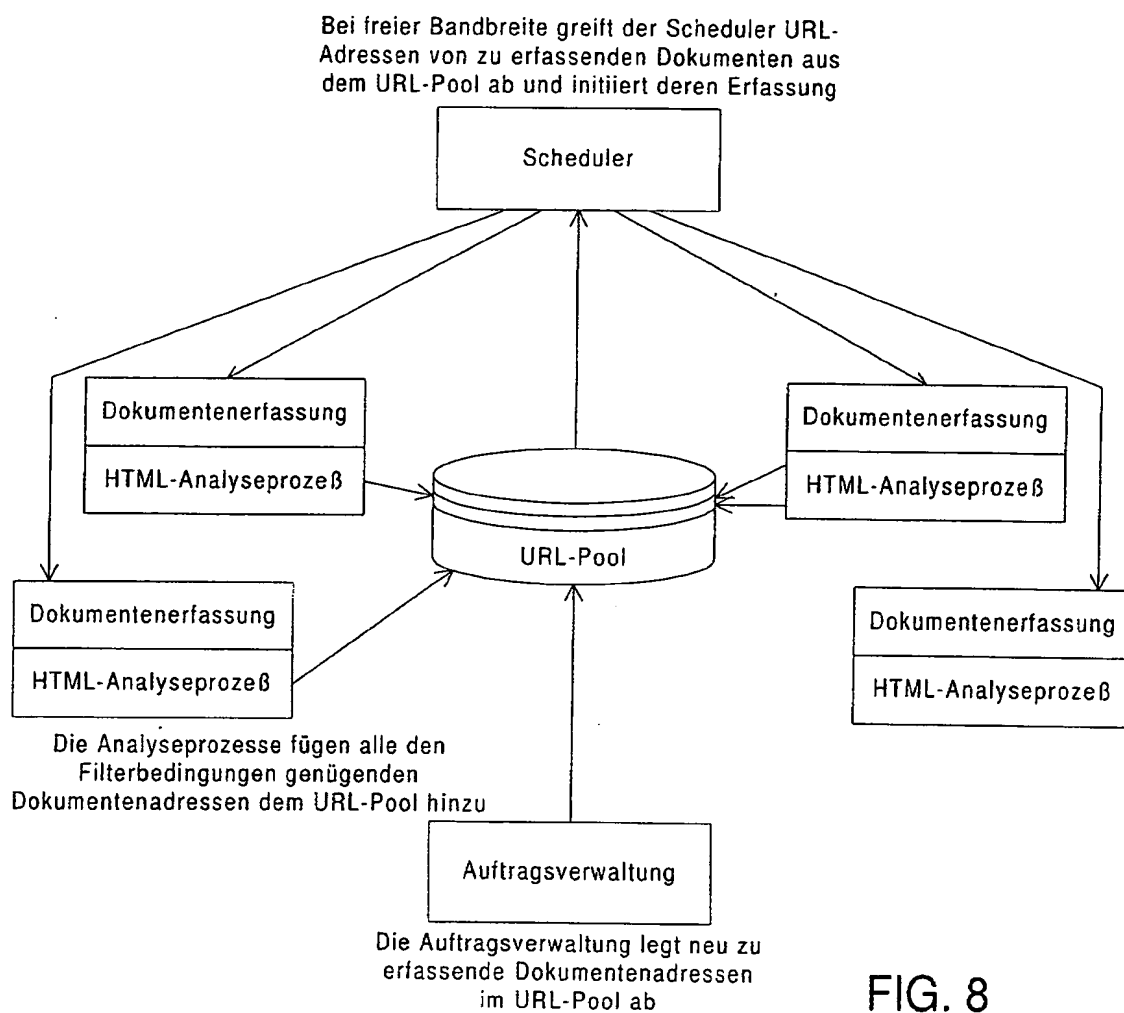 Bei freier Bandbreite greift der Scheduler URL-
Adressen von zu erfassenden Dokumenten aus
dem URL-Pool ab und initiiert deren Erfassung
Scheduler
Dokumentenerfassung
HTML-Analyseprozeß
Dokumentenerfassung
HTML-Analyseprozeß
URL-Pool
Dokumentenerfassung
HTML-Analyseprozeß
Dokumentenerfassung
HTML-Analyseprozeß
Die Analyseprozesse fügen alle den
Filterbedingungen genügenden
Dokumentenadressen dem URL-Pool hinzu
Auftragsverwaltung
Die Auftragsverwaltung legt neu zu
erfassende Dokumentenadressen
im URL-Pool ab
FIG. 8